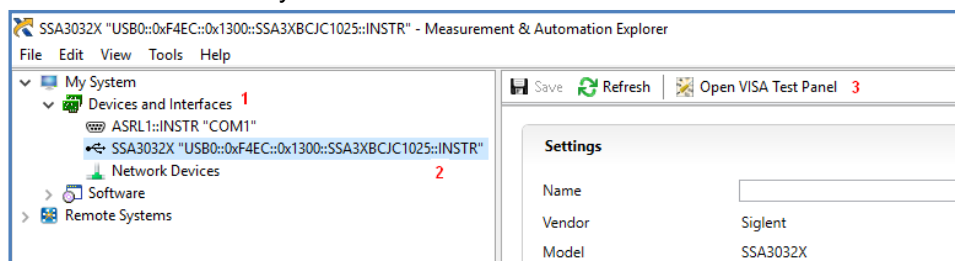 SSA3032X "USB0::0xF4EC::0x1300::SSA3XBCJC1025::INSTR" - Measurement & Automation Explorer
File Edit View Tools Help
My System
Devices and Interfaces 1
ASRL1::INSTR "COM1"
SSA3032X "USB0::0xF4EC::0x1300::SSA3XBCJC1025::INSTR"
Network Devices 2
Software
Remote Systems
Save Refresh Open VISA Test Panel 3
Settings
Name
Vendor Siglent
Model SSA3032X